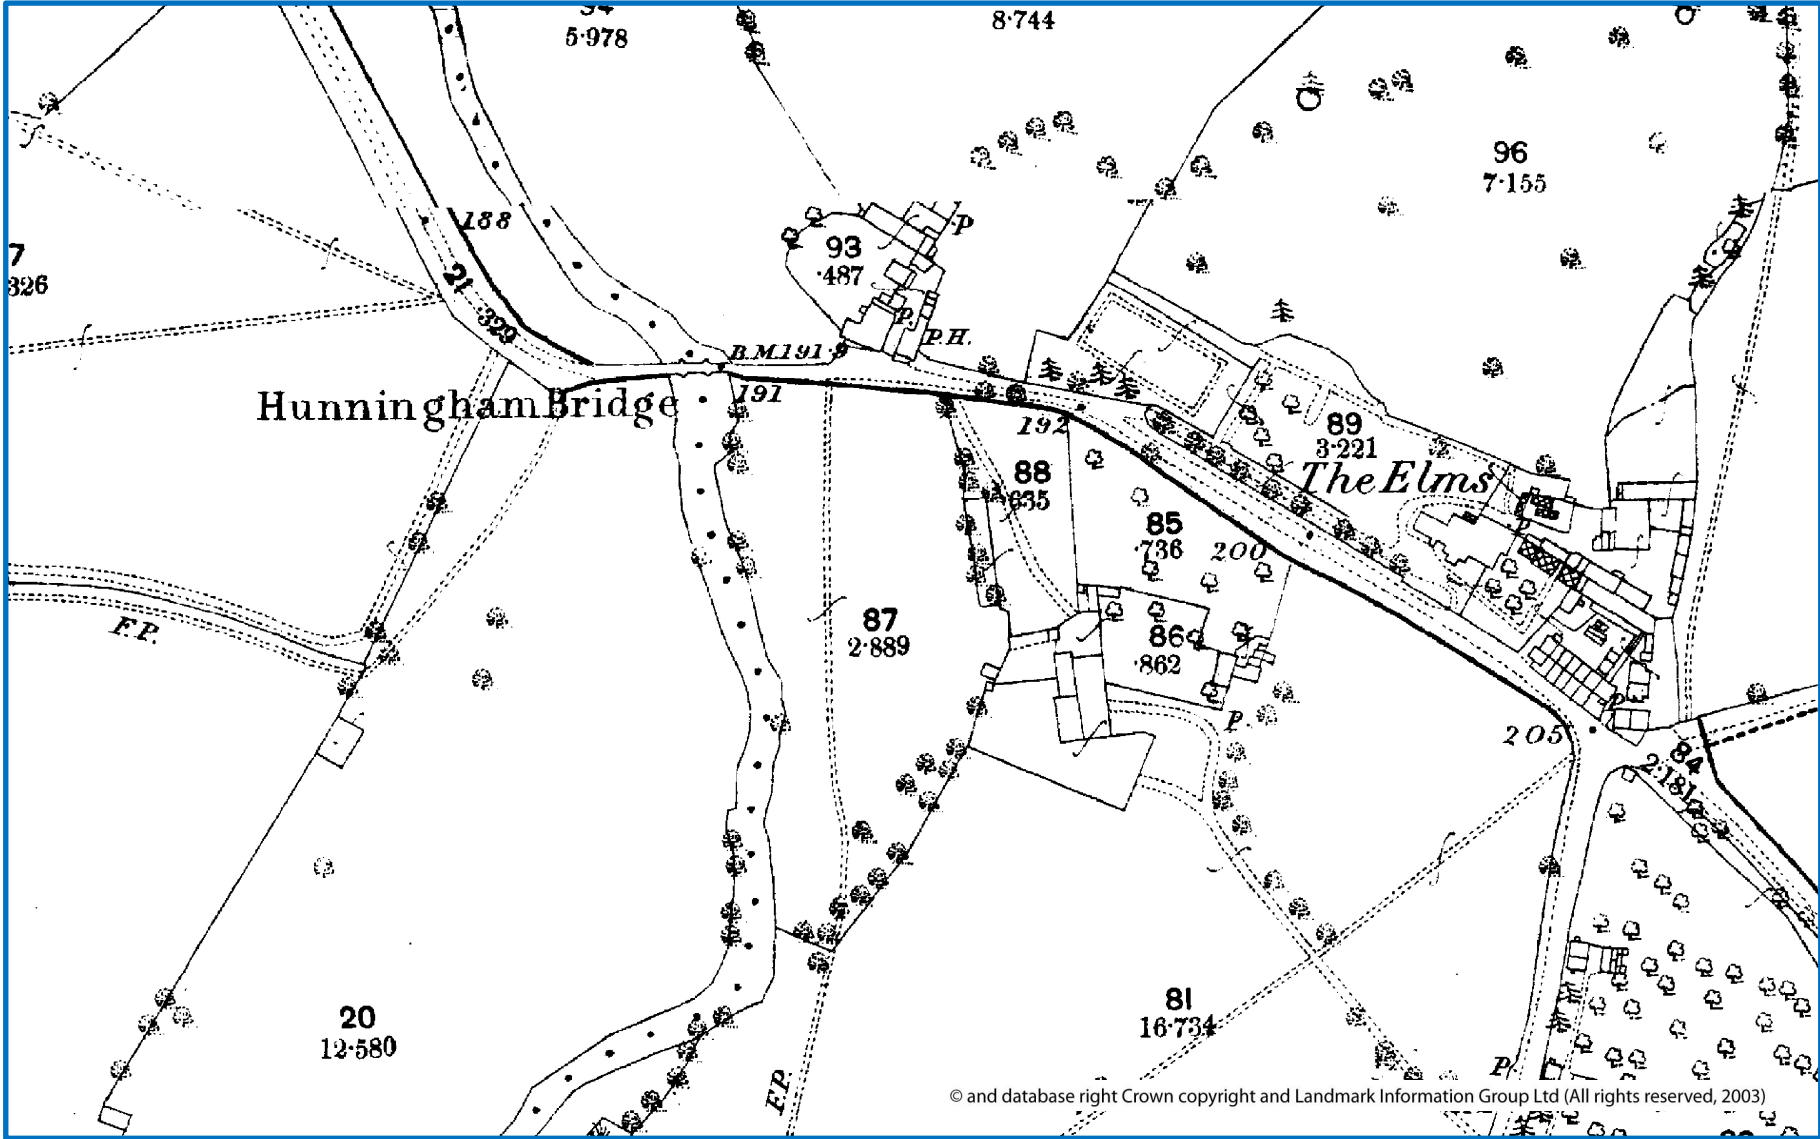 5·978
8·744
96
7·155
188
93
·487
P
7
326
21
·329
P.
P.H.
B.M.191·9
Hunningham Bridge
191
192
89
3·221
The Elms
88
·635
85
·736
200
P
F.P.
87
2·889
86
·862
P.
P
205
84
2·181
20
12·580
81
16·734
P.
F.P.
© and database right Crown copyright and Landmark Information Group Ltd (All rights reserved, 2003)